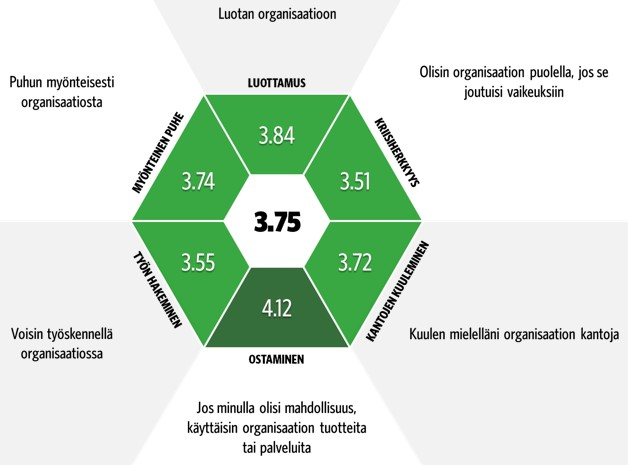 Luotan organisaatioon
Puhun myönteisesti
organisaatiosta
Olisin organisaation puolella, jos se
joutuisi vaikeuksiin
LUOTTAMUS
MYÖNTEINEN PUHE
KRIISIHERKKYYS
3.84
3.74
3.51
3.75
3.55
3.72
4.12
TYÖN HAKEMINEN
KANTOJEN KUULEMINEN
OSTAMINEN
Voisin työskennellä
organisaatiossa
Kuulen mielelläni organisaation kantoja
Jos minulla olisi mahdollisuus,
käyttäisin organisaation tuotteita
tai palveluita